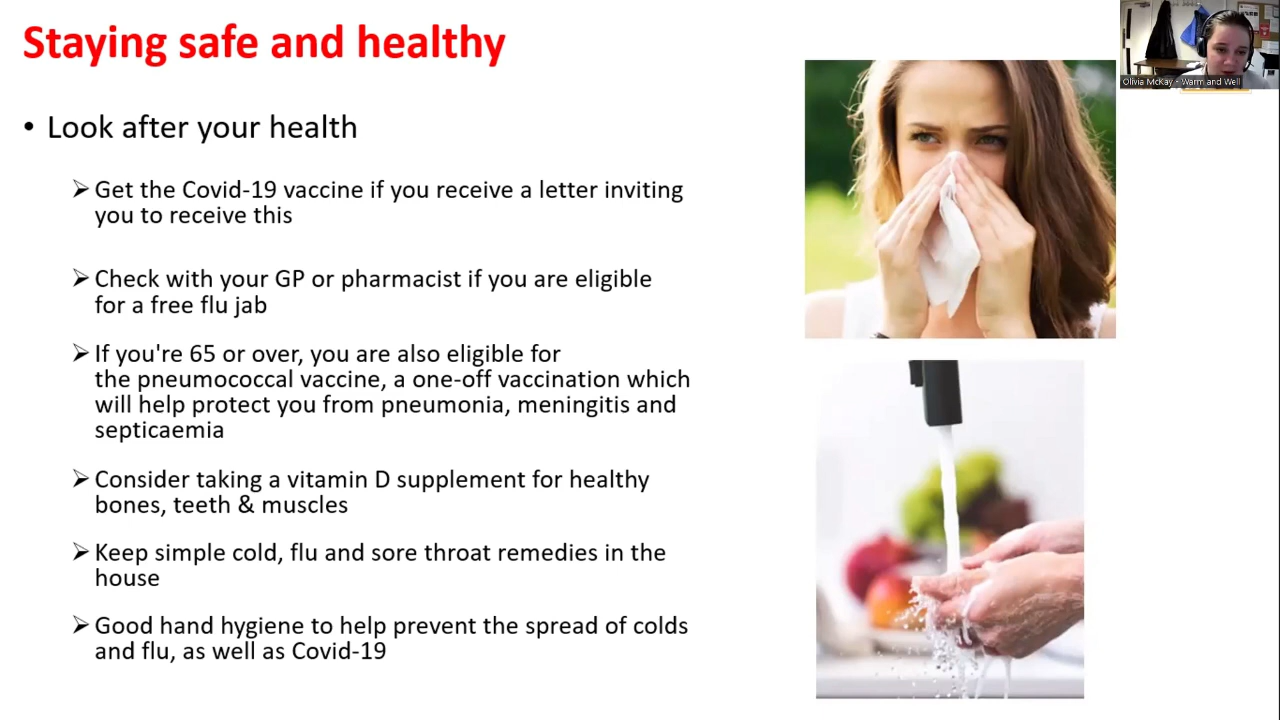 Staying safe and healthy
• Look after your health
➢ Get the Covid-19 vaccine if you receive a letter inviting
you to receive this
➢ Check with your GP or pharmacist if you are eligible
for a free flu jab
➢ If you're 65 or over, you are also eligible for
the pneumococcal vaccine, a one-off vaccination which
will help protect you from pneumonia, meningitis and
septicaemia
➢ Consider taking a vitamin D supplement for healthy
bones, teeth & muscles
➢ Keep simple cold, flu and sore throat remedies in the
house
➢ Good hand hygiene to help prevent the spread of colds
and flu, as well as Covid-19
Olivia McKay - Warm and Well